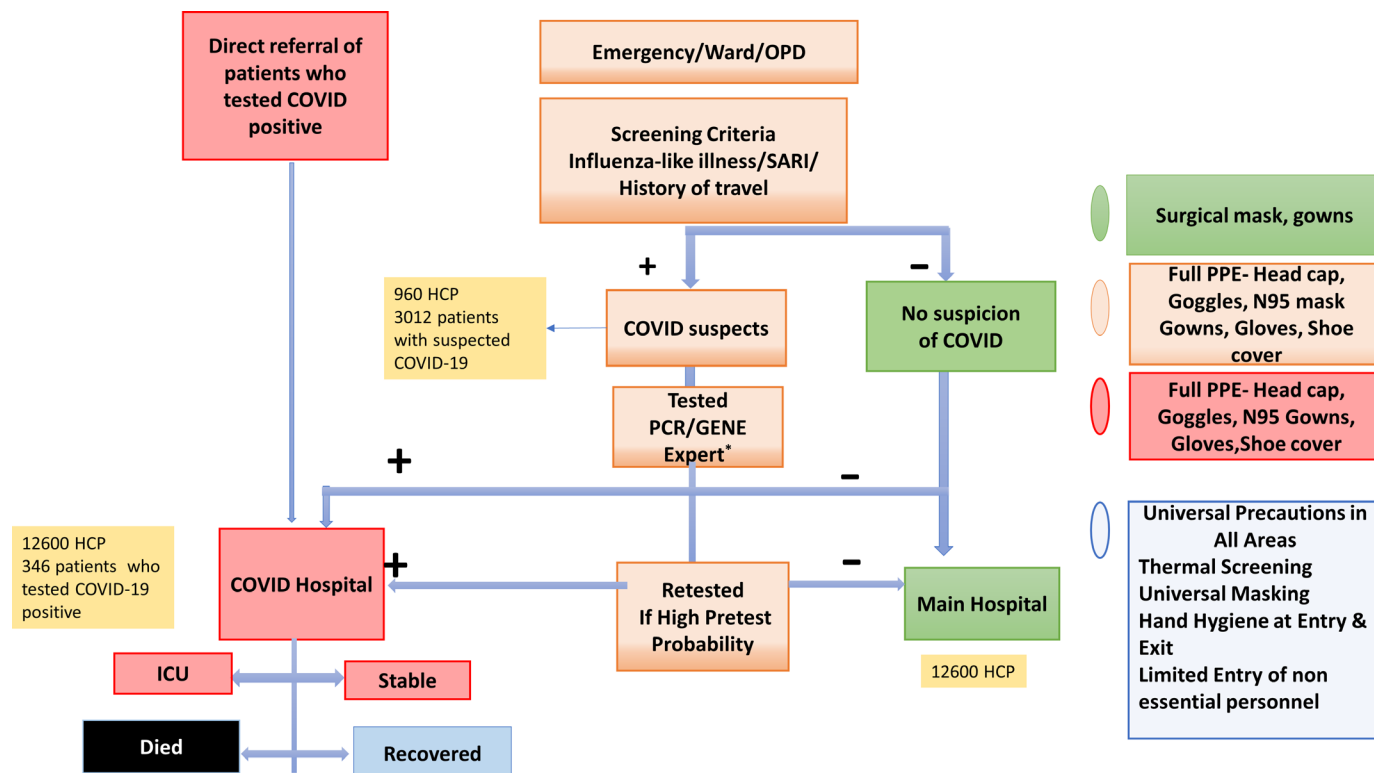 Direct referral of
patients who
tested COVID
positive
Emergency/Ward/OPD
Screening Criteria
Influenza-like illness/SARI/
History of travel
Surgical mask, gowns
+
−
960 HCP
3012 patients
with suspected
COVID-19
COVID suspects
No suspicion
of COVID
Full PPE- Head cap,
Goggles, N95 mask
Gowns, Gloves, Shoe
cover
Tested
PCR/GENE
Expert*
Full PPE- Head cap,
Goggles, N95 Gowns,
Gloves,Shoe cover
+
−
12600 HCP
346 patients who
tested COVID-19
positive
COVID Hospital
+
Retested
If High Pretest
Probability
−
Main Hospital
12600 HCP
Universal Precautions in
All Areas
Thermal Screening
Universal Masking
Hand Hygiene at Entry &
Exit
Limited Entry of non
essential personnel
ICU
Stable
Died
Recovered